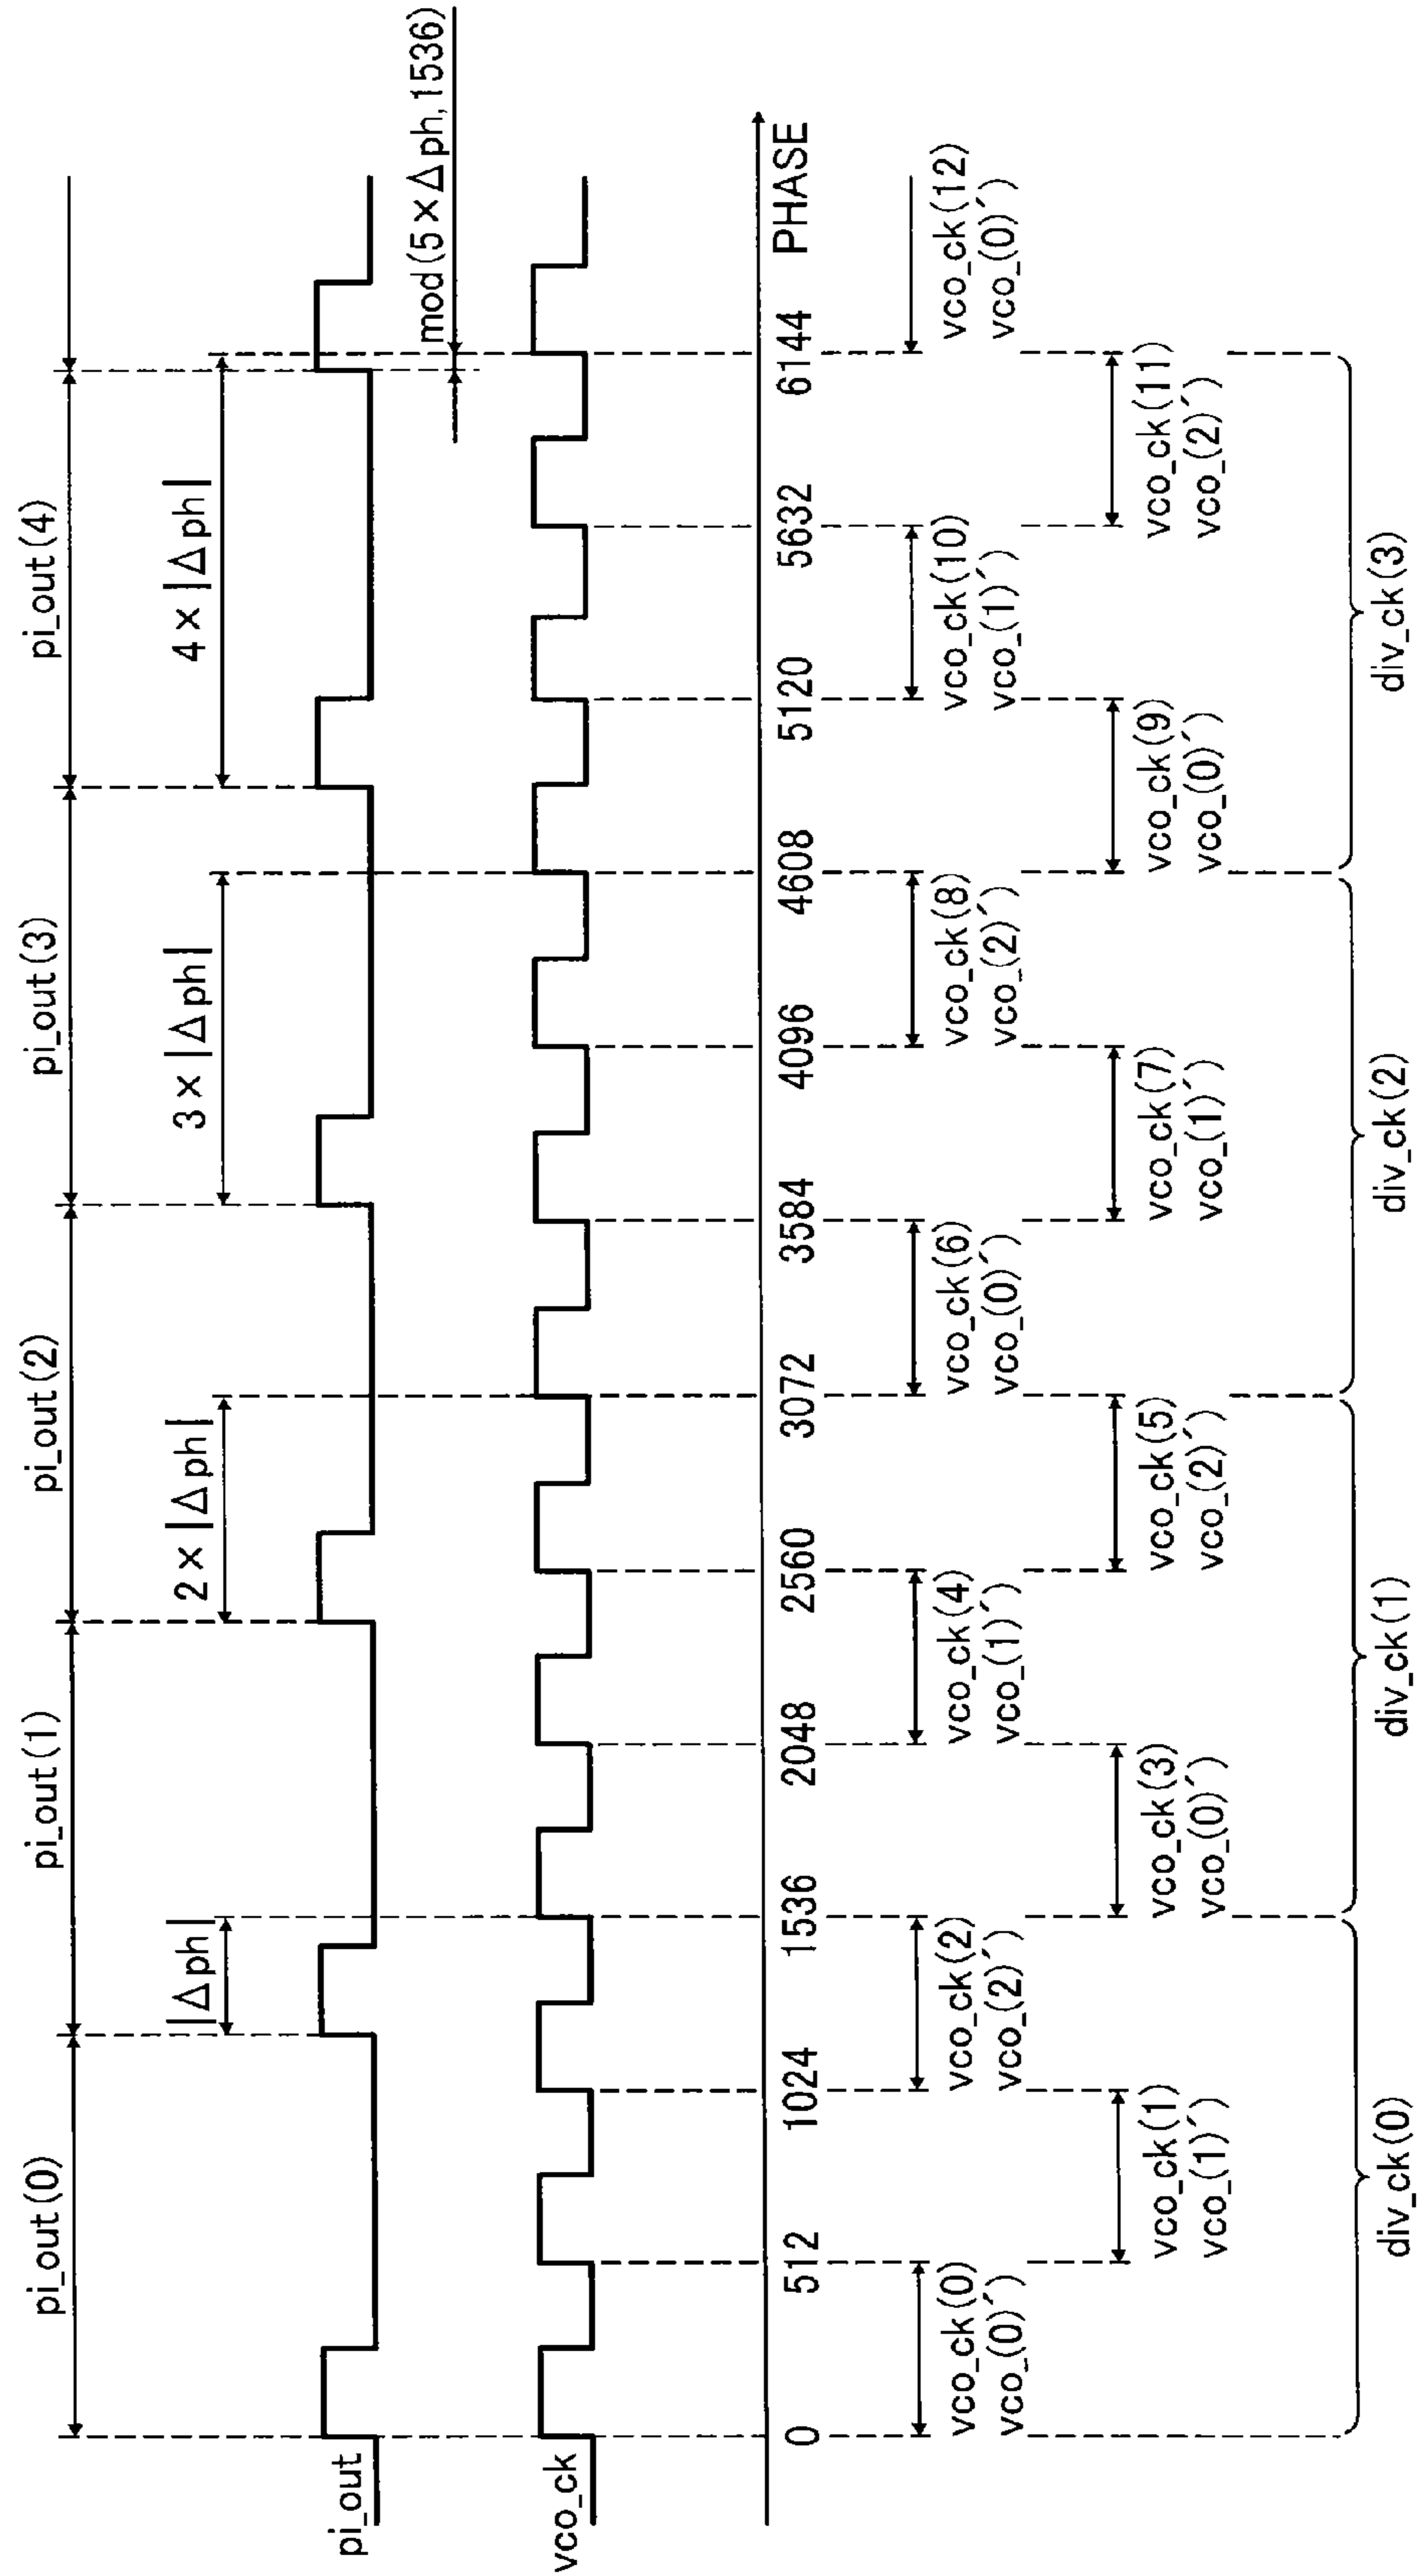 pi_out(0)
pi_out(1)
pi_out(2)
pi_out(3)
pi_out(4)
|Δph|
2×|Δph|
3×|Δph|
4×|Δph|
pi_out
mod(5×Δph, 1536)
vco_ck
0
512
1024
1536
2048
2560
3072
3584
4096
4608
5120
5632
6144
PHASE
vco_ck(0)
vco_(0)´)
vco_ck(2)
vco_(2)´)
vco_ck(4)
vco_(1)´)
vco_ck(6)
vco_(0)´)
vco_ck(8)
vco_(2)´)
vco_ck(10)
vco_(1)´)
vco_ck(12)
vco_(0)´)
vco_ck(1)
vco_(1)´)
vco_ck(3)
vco_(0)´)
vco_ck(5)
vco_(2)´)
vco_ck(7)
vco_(1)´)
vco_ck(9)
vco_(0)´)
vco_ck(11)
vco_(2)´)
div_ck(0)
div_ck(1)
div_ck(2)
div_ck(3)